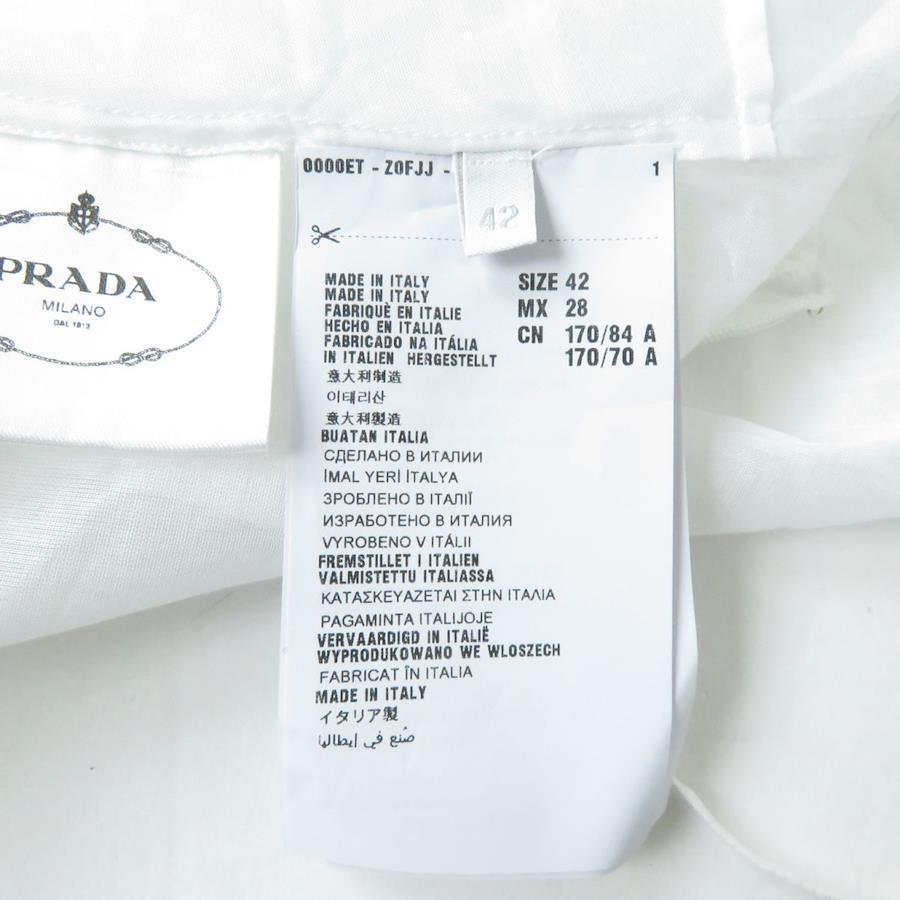 PRADA
MILANO
DAL 1913
0000ET - Z0FJJ - 1
42
MADE IN ITALY
MADE IN ITALY
FABRIQUÈ EN ITALIE
HECHO EN ITALIA
FABRICADO NA ITÁLIA
IN ITALIEN HERGESTELLT
意大利制造
이태리산
意大利製造
BUATAN ITALIA
СДЕЛАНО В ИТАЛИИ
İMAL YERİ İTALYA
ЗРОБЛЕНО В ІТАЛІЇ
ИЗРАБОТЕНО В ИТАЛИЯ
VYROBENO V ITÁLII
FREMSTILLET I ITALIEN
VALMISTETTU ITALIASSA
ΚΑΤΑΣΚΕΥΑΖΕΤΑΙ ΣΤΗΝ ΙΤΑΛΙΑ
PAGAMINTA ITALIJOJE
VERVAARDIGD IN ITALIË
WYPRODUKOWANO WE WLOSZECH
FABRICAT ÎN ITALIA
MADE IN ITALY
イタリア製
صُنع في إيطاليا
SIZE 42
MX 28
CN 170/84 A
170/70 A